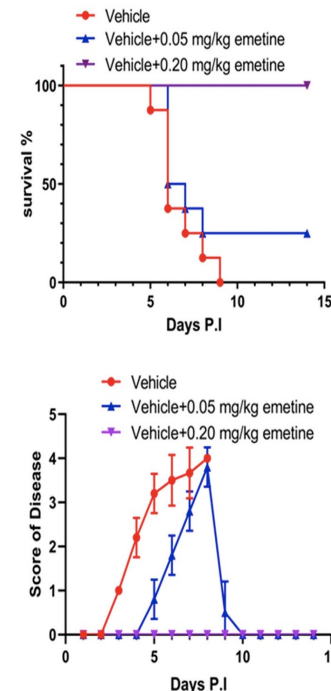 Vehicle
Vehicle+0.05 mg/kg emetine
Vehicle+0.20 mg/kg emetine
100
50
0
survival %
0 5 10 15
Days P.I
Vehicle
Vehicle+0.05 mg/kg emetine
Vehicle+0.20 mg/kg emetine
5
4
3
2
1
0
Score of Disease
0 5 10 15
Days P.I